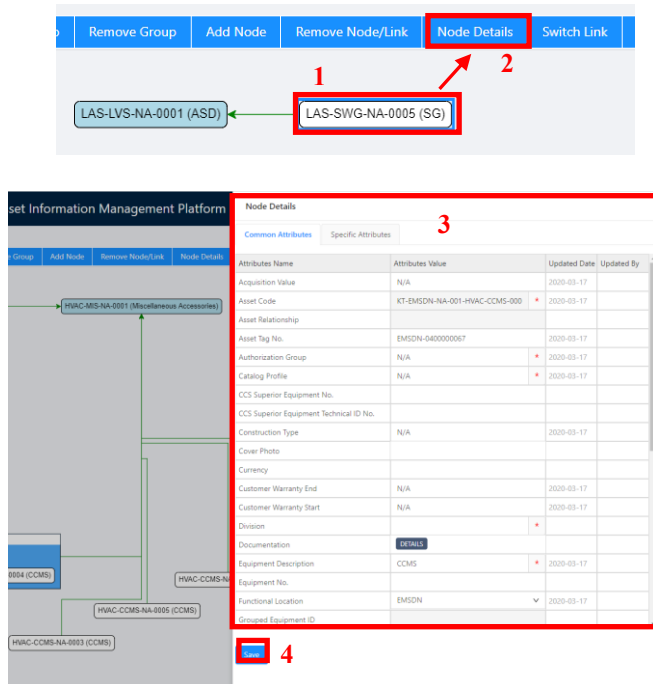 Remove Group Add Node Remove Node/Link Node Details Switch Link
1 2
LAS-LVS-NA-0001 (ASD) LAS-SWG-NA-0005 (SG)
set Information Management Platform Node Details
3
Common Attributes Specific Attributes
e Group Add Node Remove Node/Link Node Details
Attributes Name Attributes Value Updated Date Updated By
Acquisition Value N/A 2020-03-17
HVAC-MIS-NA-0001 (Miscellaneous Accessories) Asset Code KT-EMSDN-NA-001-HVAC-CCMS-000 * 2020-03-17
Asset Relationship
Asset Tag No. EMSDN-0400000067 2020-03-17
Authorization Group N/A * 2020-03-17
Catalog Profile N/A * 2020-03-17
CCS Superior Equipment No.
CCS Superior Equipment Technical ID No.
Construction Type N/A 2020-03-17
Cover Photo
Currency
Customer Warranty End N/A 2020-03-17
Customer Warranty Start N/A 2020-03-17
Division *
Documentation DETAILS
Equipment Description CCMS * 2020-03-17
0004 (CCMS) HVAC-CCMS-NA
Equipment No.
Functional Location EMSDN 2020-03-17
HVAC-CCMS-NA-0005 (CCMS)
Grouped Equipment ID
HVAC-CCMS-NA-0003 (CCMS)
Save 4